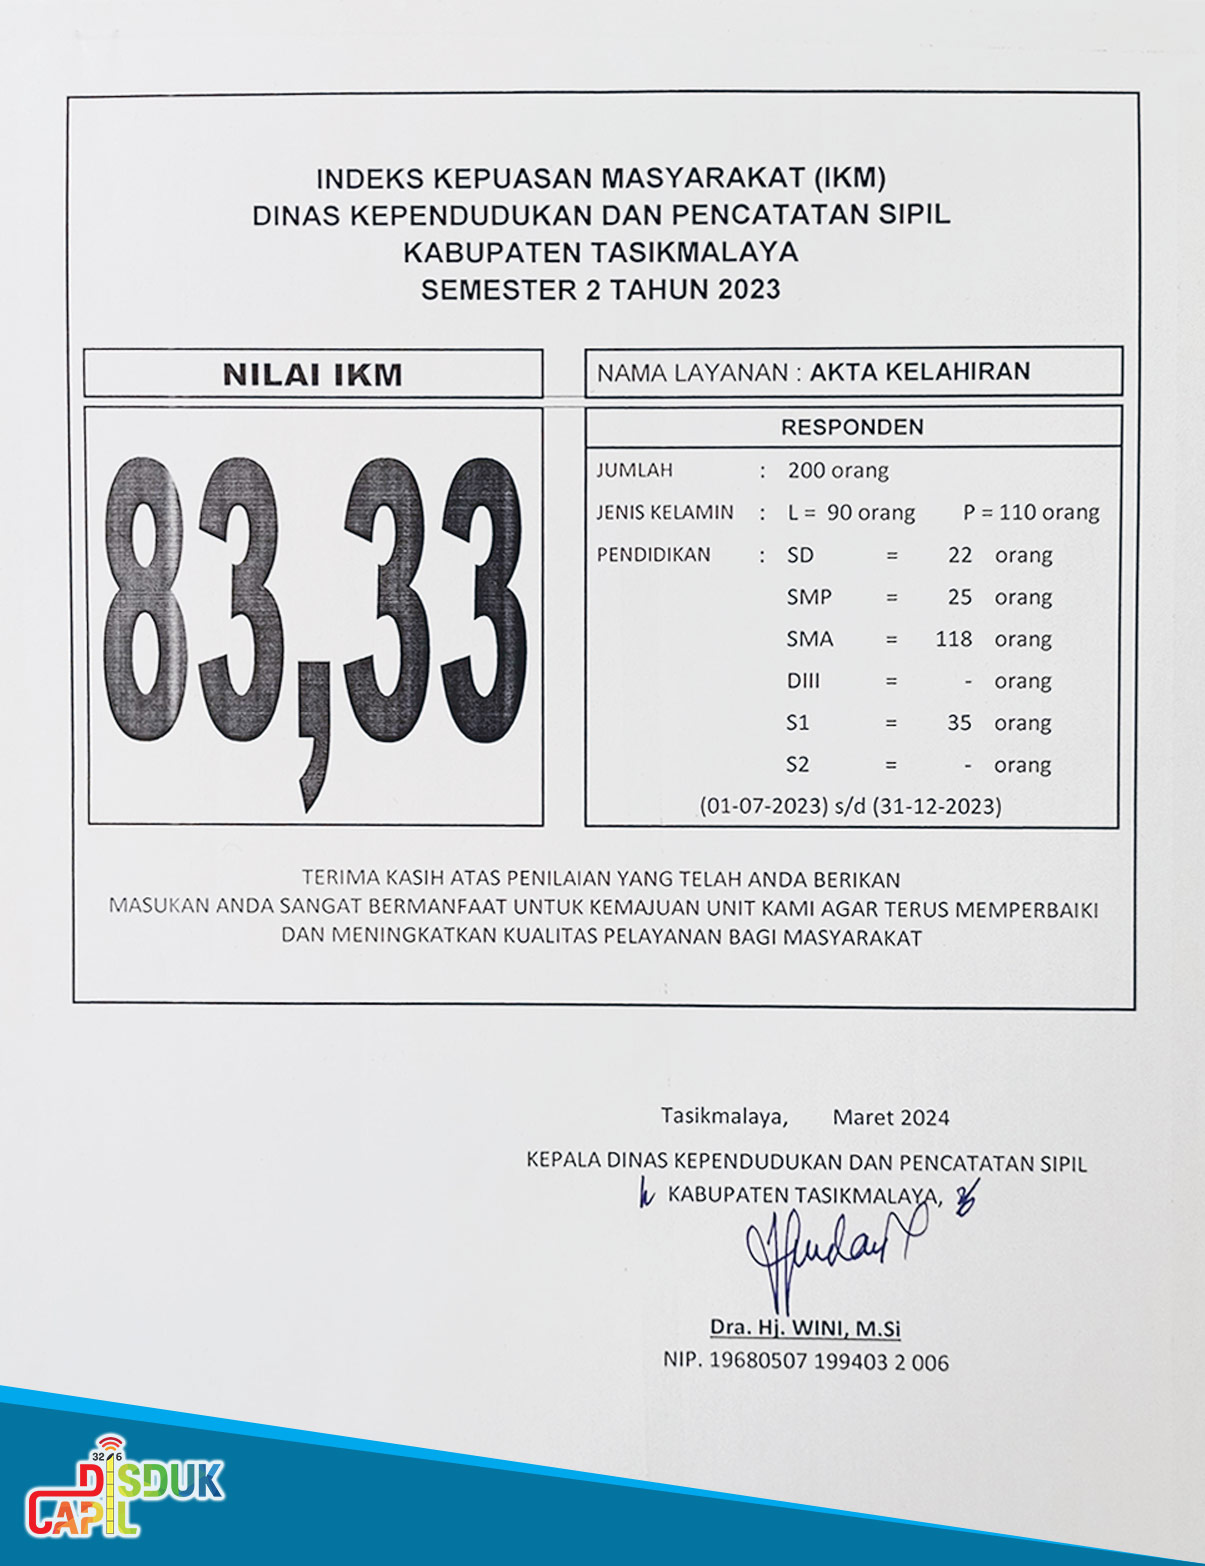 INDEKS KEPUASAN MASYARAKAT (IKM)
DINAS KEPENDUDUKAN DAN PENCATATAN SIPIL
KABUPATEN TASIKMALAYA
SEMESTER 2 TAHUN 2023
NILAI IKM
83,33
NAMA LAYANAN : AKTA KELAHIRAN
RESPONDEN
JUMLAH : 200 orang
JENIS KELAMIN : L = 90 orang P = 110 orang
PENDIDIKAN : SD = 22 orang
SMP = 25 orang
SMA = 118 orang
DIII = - orang
S1 = 35 orang
S2 = - orang
(01-07-2023) s/d (31-12-2023)
TERIMA KASIH ATAS PENILAIAN YANG TELAH ANDA BERIKAN
MASUKAN ANDA SANGAT BERMANFAAT UNTUK KEMAJUAN UNIT KAMI AGAR TERUS MEMPERBAIKI
DAN MENINGKATKAN KUALITAS PELAYANAN BAGI MASYARAKAT
Tasikmalaya, Maret 2024
KEPALA DINAS KEPENDUDUKAN DAN PENCATATAN SIPIL
KABUPATEN TASIKMALAYA,
Dra. Hj. WINI, M.Si
NIP. 19680507 199403 2 006
32 6
DISDUK
CAPIL